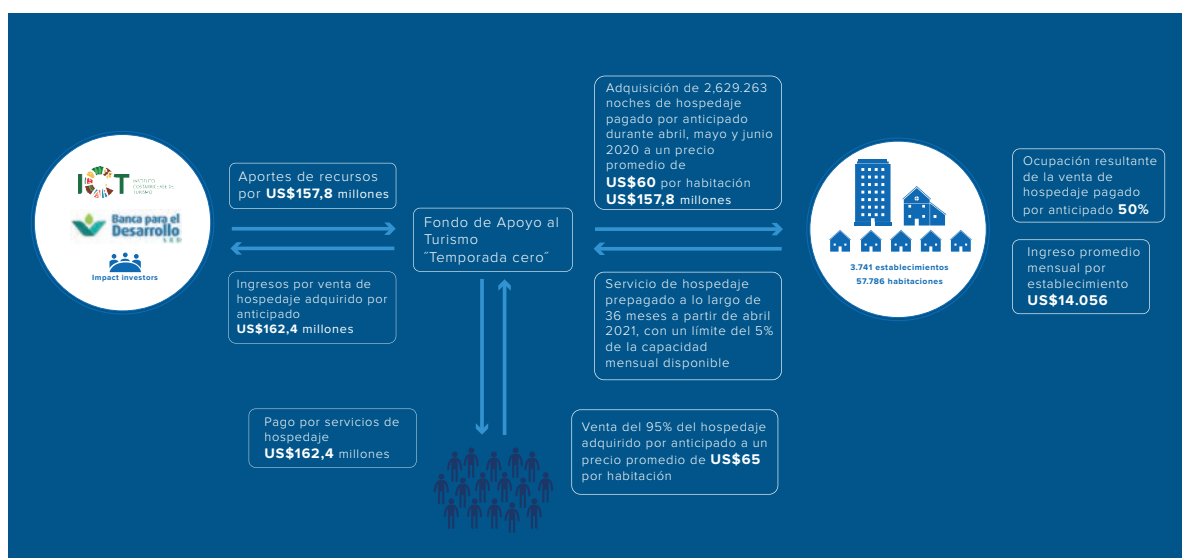 ICT
INSTITUTO
COSTARRICENSE DE
TURISMO
Banca para el
Desarrollo
SBD
Impact investors
Aportes de recursos
por US$157,8 millones
Ingresos por venta de
hospedaje adquirido por
anticipado
US$162,4 millones
Fondo de Apoyo al
Turismo
“Temporada cero”
Adquisición de 2,629.263
noches de hospedaje
pagado por anticipado
durante abril, mayo y junio
2020 a un precio
promedio de
US$60 por habitación
US$157,8 millones
Servicio de hospedaje
prepagado a lo largo de
36 meses a partir de abril
2021, con un límite del 5%
de la capacidad
mensual disponible
3.741 establecimientos
57.786 habitaciones
Ocupación resultante
de la venta de
hospedaje pagado
por anticipado 50%
Ingreso promedio
mensual por
establecimiento
US$14.056
Pago por servicios de
hospedaje
US$162,4 millones
Venta del 95% del hospedaje
adquirido por anticipado a un
precio promedio de US$65
por habitación